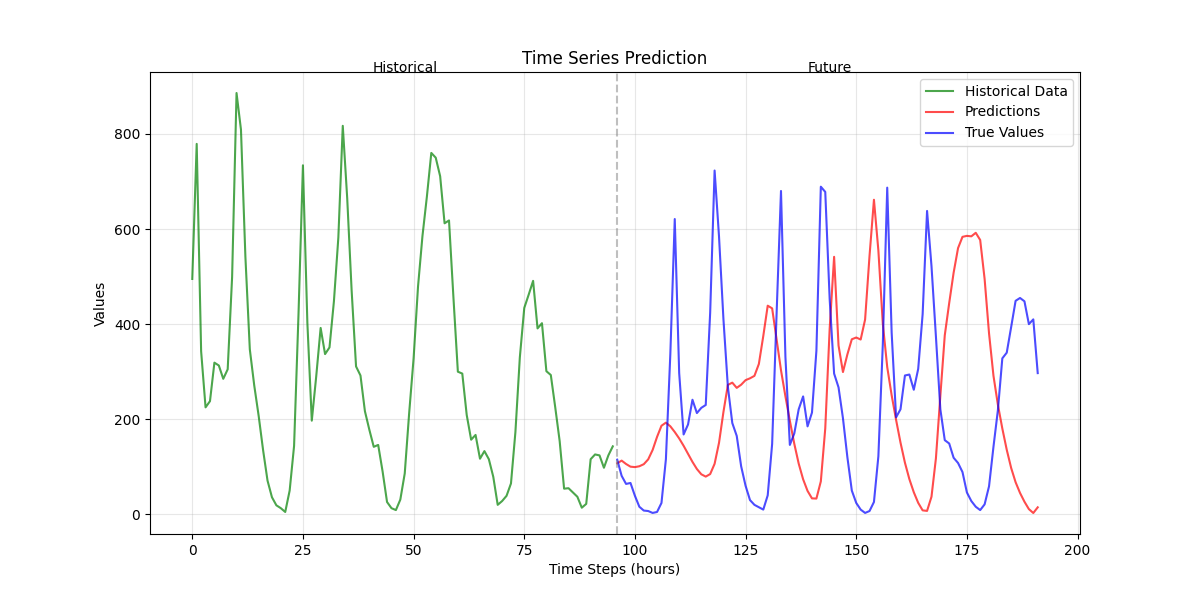 Time Series Prediction
Historical
Future
Historical Data
Predictions
True Values
Values
800
600
400
200
0
0
25
50
75
100
125
150
175
200
Time Steps (hours)